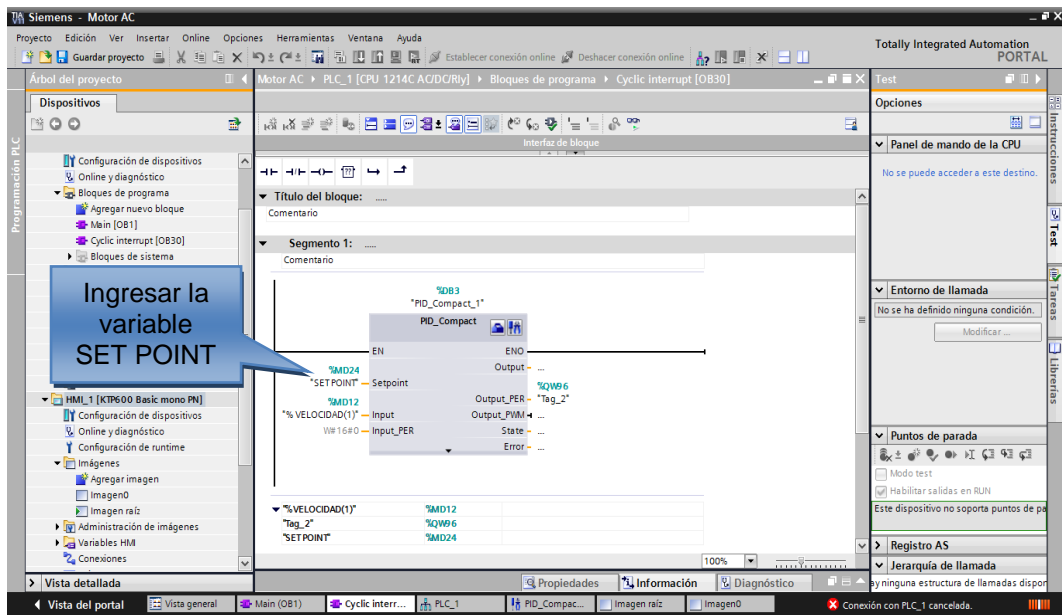 Siemens - Motor AC
Proyecto Edición Ver Insertar Online Opciones Herramientas Ventana Ayuda
Totally Integrated Automation
PORTAL
Guardar proyecto
Establecer conexión online
Deshacer conexión online
Árbol del proyecto
Motor AC PLC_1 [CPU 1214C AC/DC/Rly] Bloques de programa Cyclic interrupt [OB30]
Test
Dispositivos
Opciones
Programación PLC
Interfaz de bloque
Configuración de dispositivos
Online y diagnóstico
Bloques de programa
Agregar nuevo bloque
Main [OB1]
Cyclic interrupt [OB30]
Bloques de sistema
Ingresar la
variable
SET POINT
HMI_1 [KTP600 Basic mono PN]
Configuración de dispositivos
Online y diagnóstico
Configuración de runtime
Imágenes
Agregar imagen
Imagen0
Imagen raíz
Administración de imágenes
Variables HMI
Conexiones
Vista detallada
Título del bloque: .....
Comentario
Segmento 1: .....
Comentario
%DB3
"PID_Compact_1"
PID_Compact
EN ENO
%MD24
"SET POINT" Setpoint
Output ...
%QW96
Output_PER "Tag_2"
%MD12
"% VELOCIDAD(1)" Input
Output_PWM ...
W#16#0 Input_PER
State ...
Error ...
"% VELOCIDAD(1)" %MD12
"Tag_2" %QW96
"SET POINT" %MD24
100%
Propiedades
Información
Diagnóstico
Panel de mando de la CPU
No se puede acceder a este destino.
Entorno de llamada
No se ha definido ninguna condición.
Modificar ...
Puntos de parada
Modo test
Habilitar salidas en RUN
Este dispositivo no soporta puntos de pa
Registro AS
Jerarquía de llamada
ay ninguna estructura de llamadas dispor
Instrucciones
Test
Tareas
Librerías
Vista del portal
Vista general
Main (OB1)
Cyclic interr...
PLC_1
PID_Compac...
Imagen raíz
Imagen0
Conexión con PLC_1 cancelada.